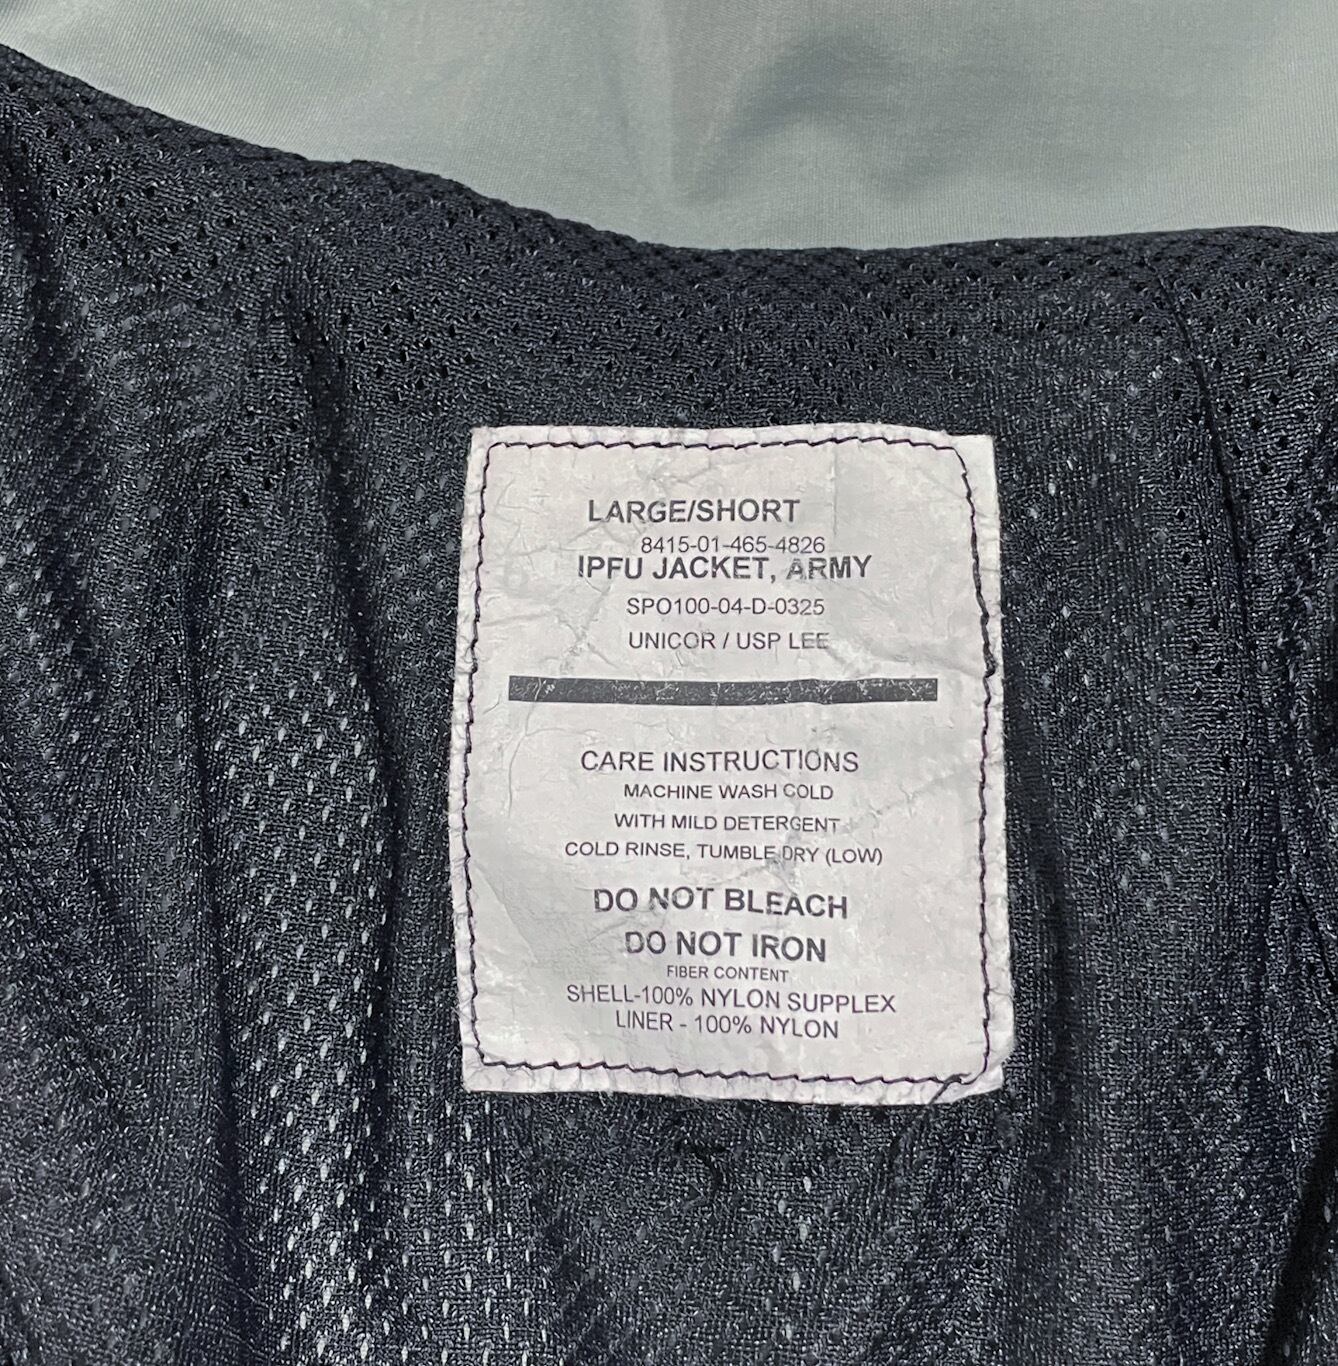 LARGE/SHORT
8415-01-465-4826
IPFU JACKET, ARMY
SPO100-04-D-0325
UNICOR / USP LEE
CARE INSTRUCTIONS
MACHINE WASH COLD
WITH MILD DETERGENT
COLD RINSE, TUMBLE DRY (LOW)
DO NOT BLEACH
DO NOT IRON
FIBER CONTENT
SHELL-100% NYLON SUPPLEX
LINER - 100% NYLON